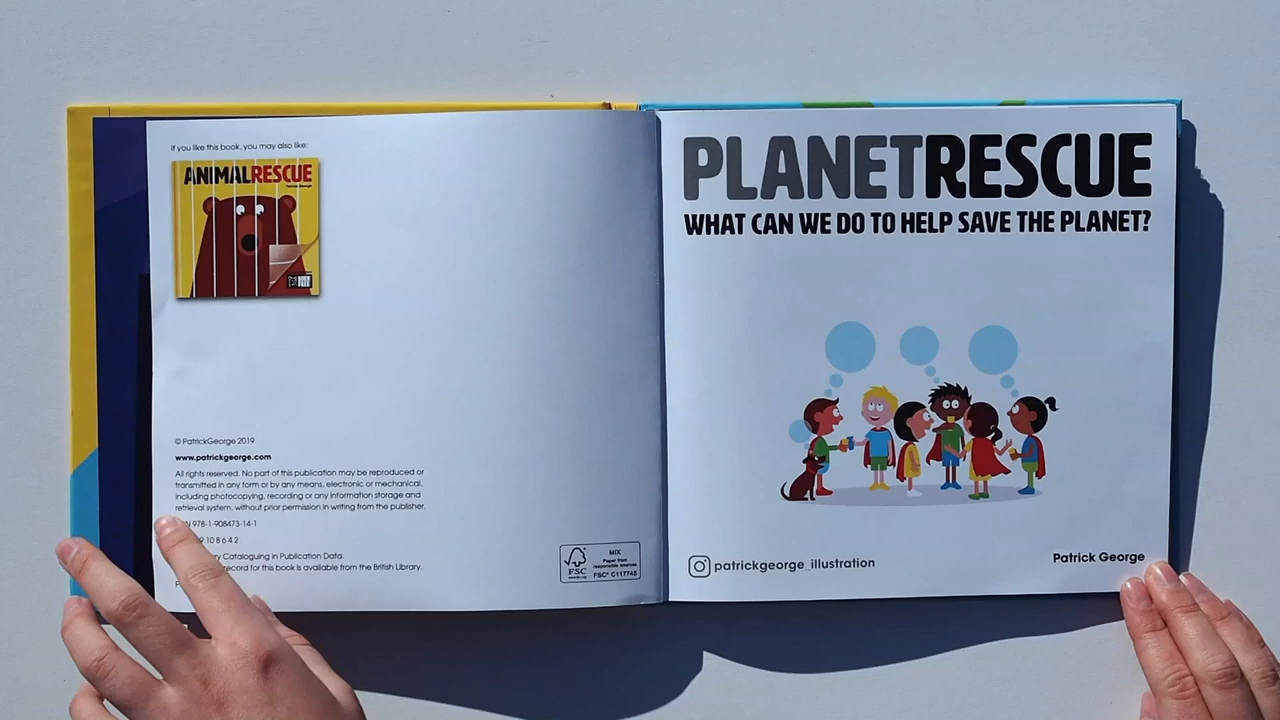 If you like this book, you may also like:
ANIMALRESCUE
Patrick George
© PatrickGeorge 2019
www.patrickgeorge.com
All rights reserved. No part of this publication may be reproduced or
transmitted in any form or by any means, electronic or mechanical,
including photocopying, recording or any information storage and
retrieval system, without prior permission in writing from the publisher.
978-1-908473-14-1
9 10 8 6 4 2
Cataloguing in Publication Data.
record for this book is available from the British Library.
FSC
MIX
Paper from
responsible sources
FSC® C117745
PLANETRESCUE
WHAT CAN WE DO TO HELP SAVE THE PLANET?
patrickgeorge_illustration
Patrick George